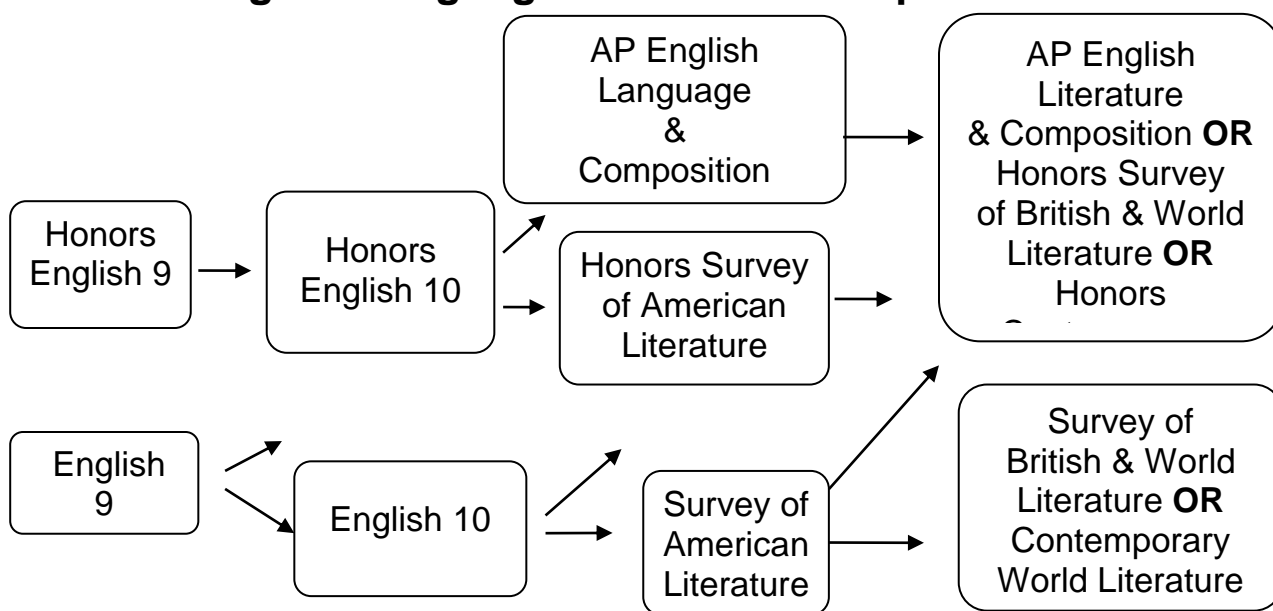 AP English
Language
&
Composition
AP English
Literature
& Composition OR
Honors Survey
of British & World
Literature OR
Honors
Honors
English 9
Honors
English 10
Honors Survey
of American
Literature
English
9
English 10
Survey of
American
Literature
Survey of
British & World
Literature OR
Contemporary
World Literature